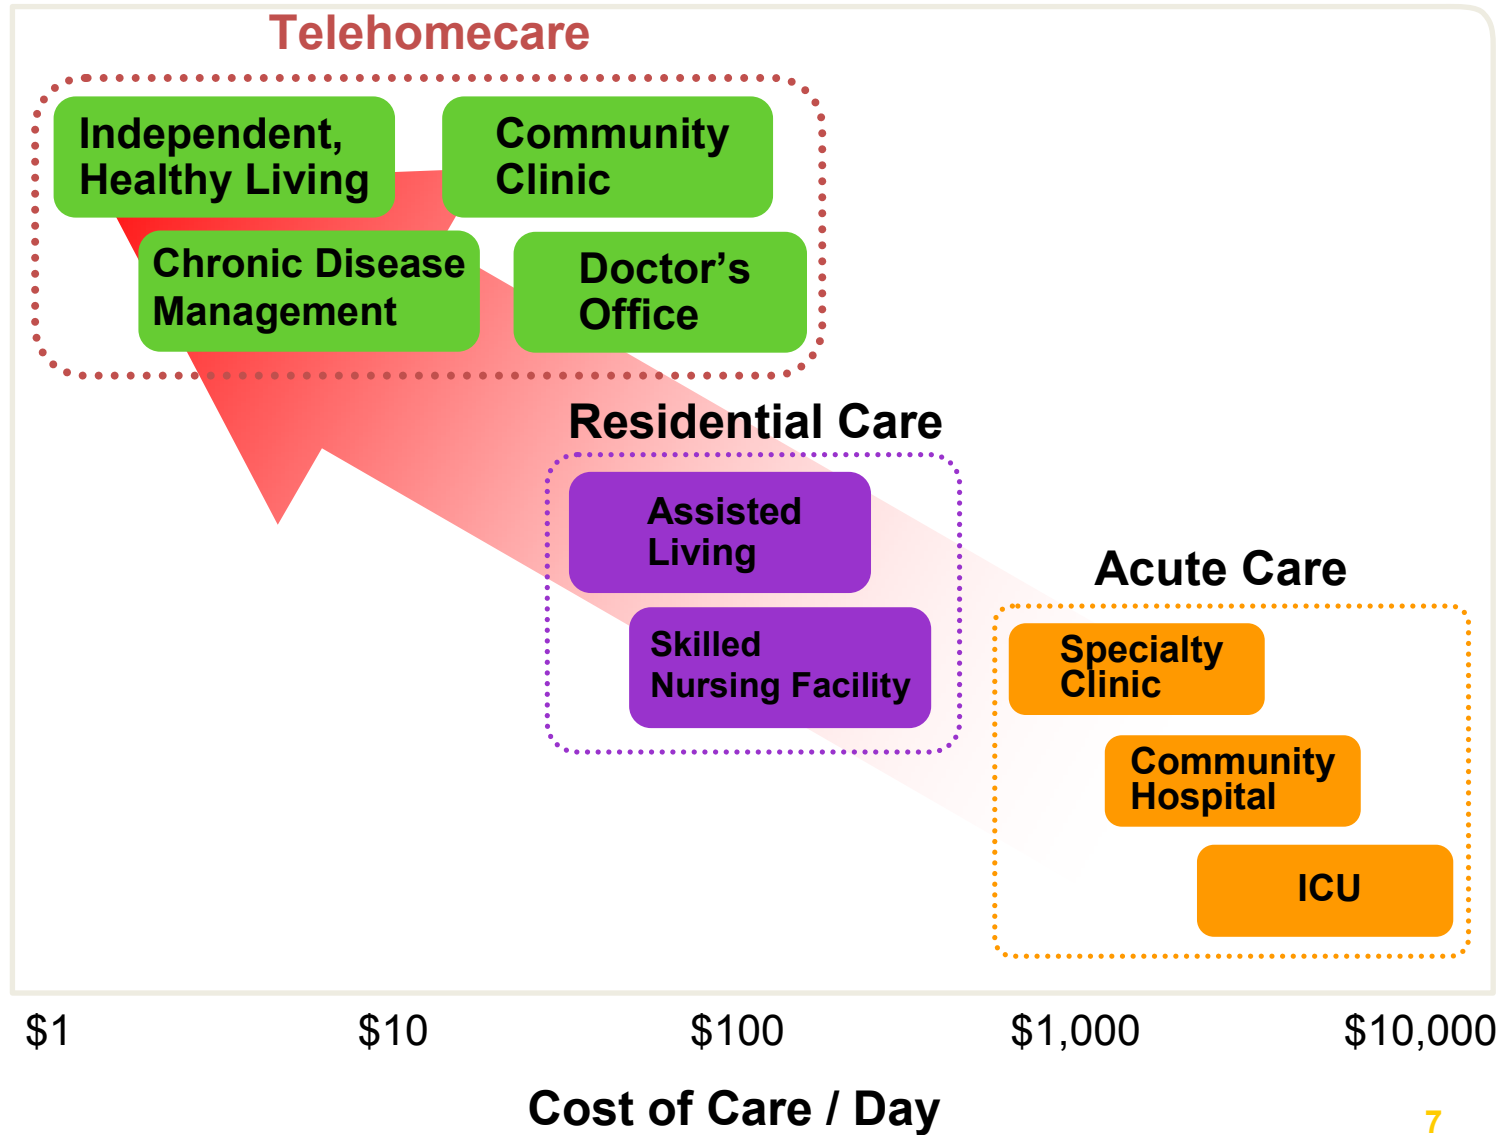 Telehomecare
Independent,
Healthy Living
Community
Clinic
Chronic Disease
Management
Doctor’s
Office
Residential Care
Assisted
Living
Skilled
Nursing Facility
Acute Care
Specialty
Clinic
Community
Hospital
ICU
$1 $10 $100 $1,000 $10,000
Cost of Care / Day
7